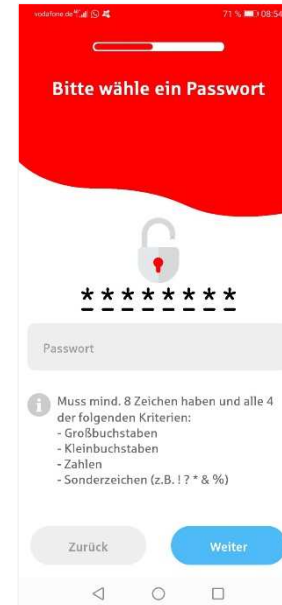 vodafone.de
71 % 08:54
Bitte wähle ein Passwort
* * * * * * * *
Passwort
i Muss mind. 8 Zeichen haben und alle 4
der folgenden Kriterien:
- Großbuchstaben
- Kleinbuchstaben
- Zahlen
- Sonderzeichen (z.B. ! ? * & %)
Zurück
Weiter